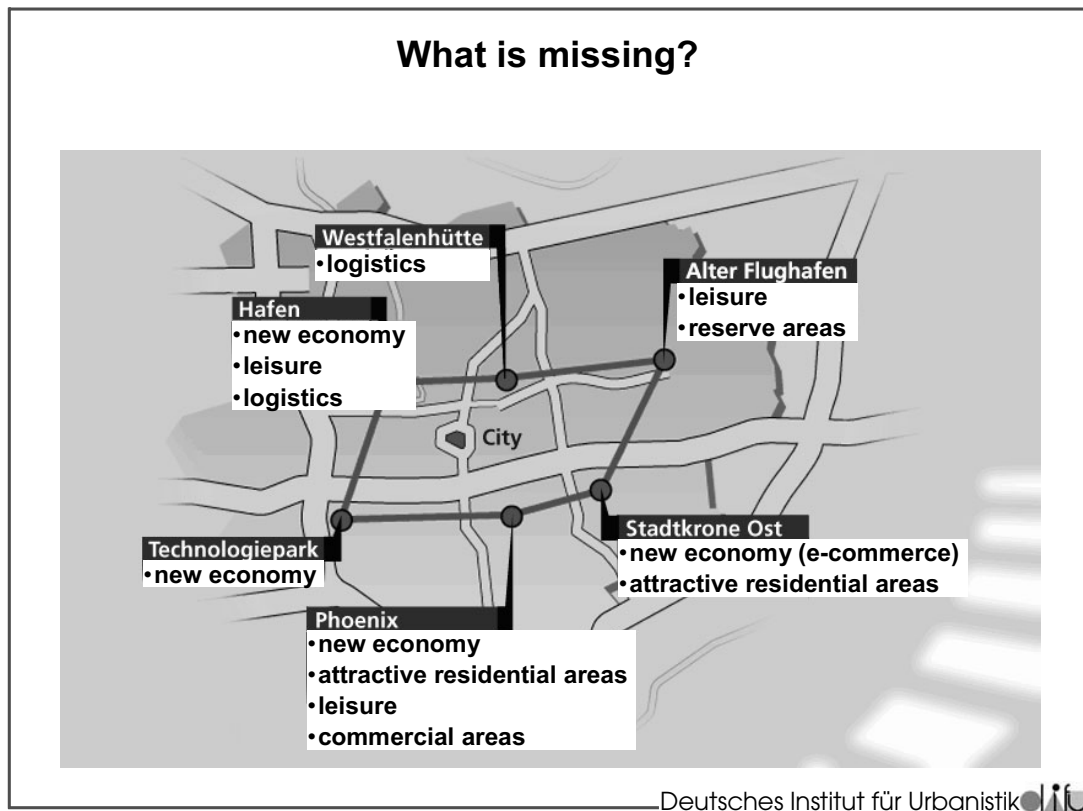 What is missing?
Westfalenhütte
•logistics
Alter Flughafen
•leisure
•reserve areas
Hafen
•new economy
•leisure
•logistics
City
Stadtkrone Ost
•new economy (e-commerce)
•attractive residential areas
Technologiepark
•new economy
Phoenix
•new economy
•attractive residential areas
•leisure
•commercial areas
Deutsches Institut für Urbanistik